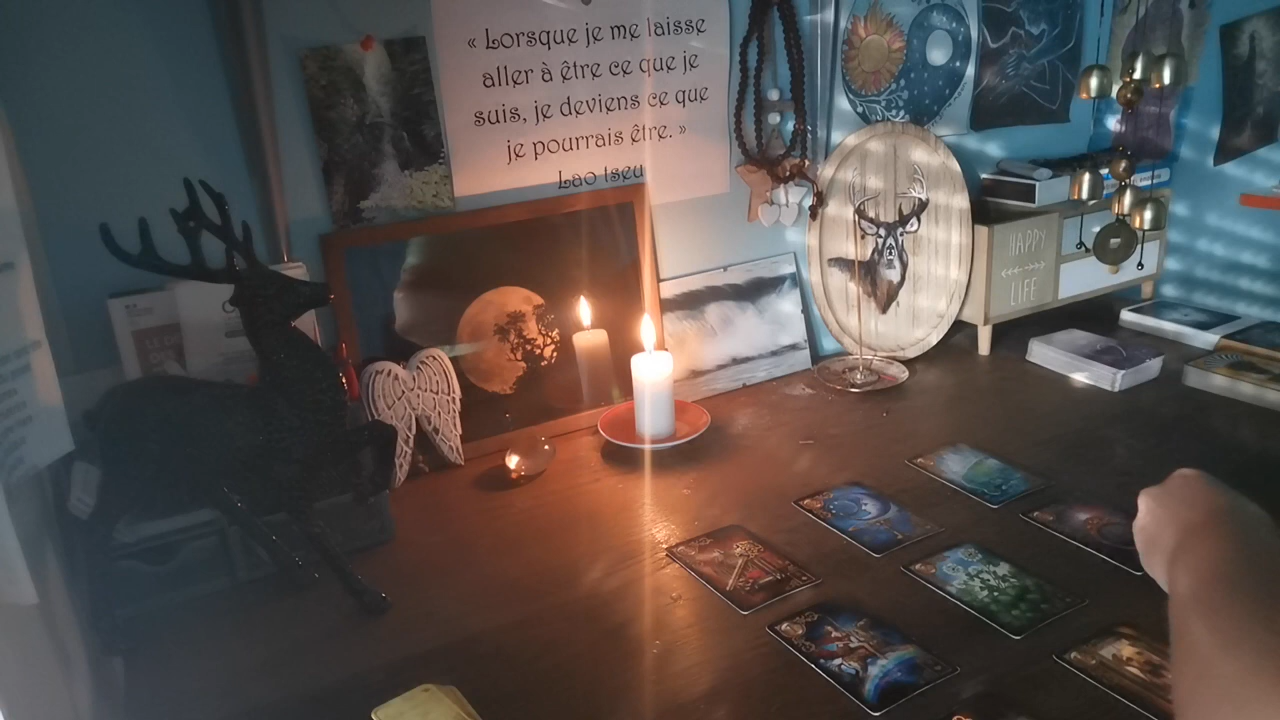 « Lorsque je me laisse
aller à être ce que je
suis, je deviens ce que
je pourrais être. »
Lao tseu
HAPPY
LIFE